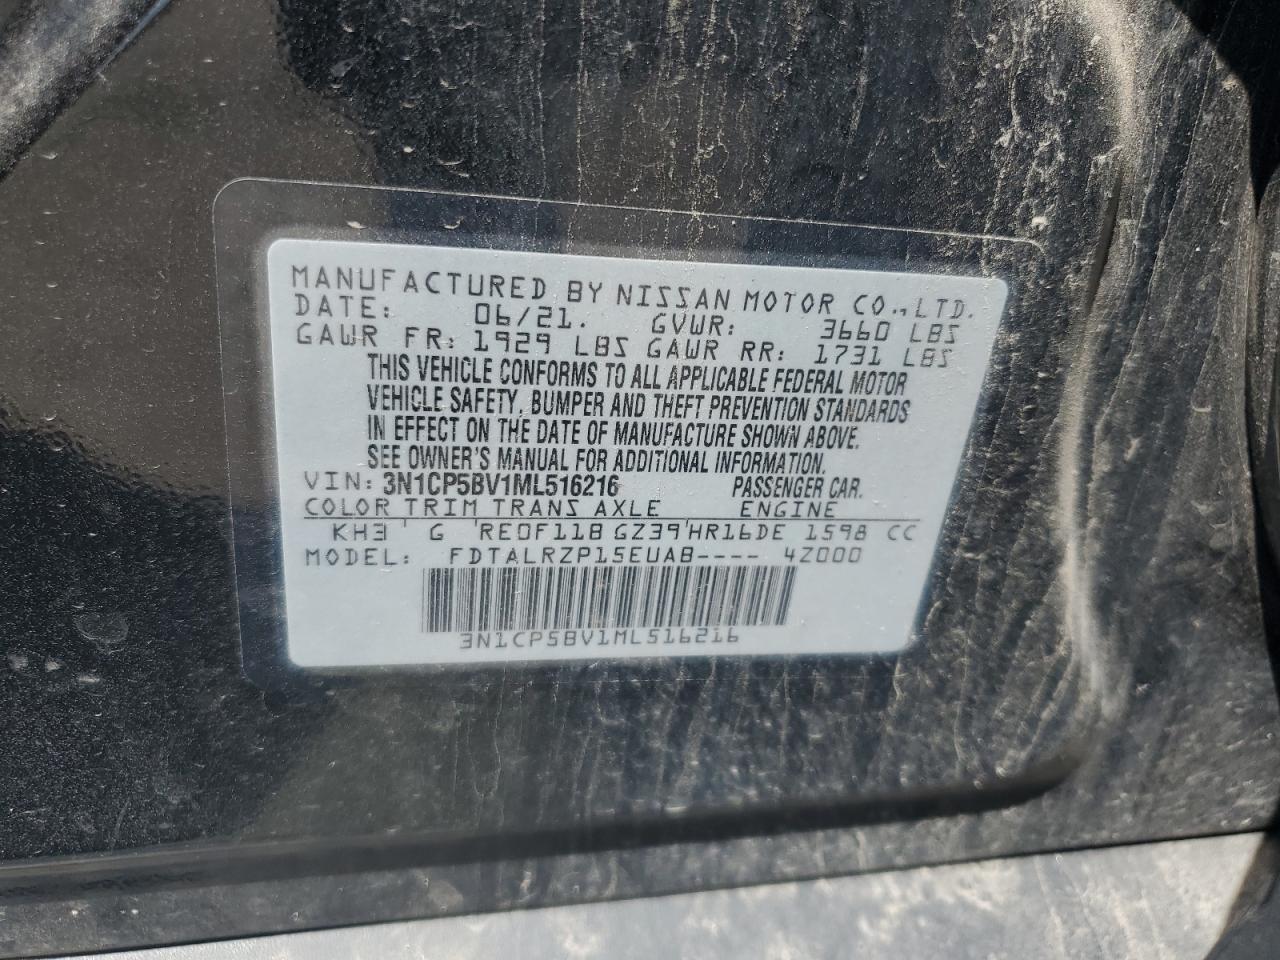 MANUFACTURED BY NISSAN MOTOR CO.,LTD.
DATE: 06/21. GVWR: 3660 LBS
GAWR FR: 1929 LBS GAWR RR: 1731 LBS
THIS VEHICLE CONFORMS TO ALL APPLICABLE FEDERAL MOTOR
VEHICLE SAFETY, BUMPER AND THEFT PREVENTION STANDARDS
IN EFFECT ON THE DATE OF MANUFACTURE SHOWN ABOVE.
SEE OWNER'S MANUAL FOR ADDITIONAL INFORMATION.
VIN: 3N1CP5BV1ML516216 PASSENGER CAR.
COLOR TRIM TRANS AXLE ENGINE
KH3 ' G 'RE0F11B GZ39'HR16DE 1598 CC
MODEL: FDTALRZP15EUAB---- 4Z000
3N1CP5BV1ML516216